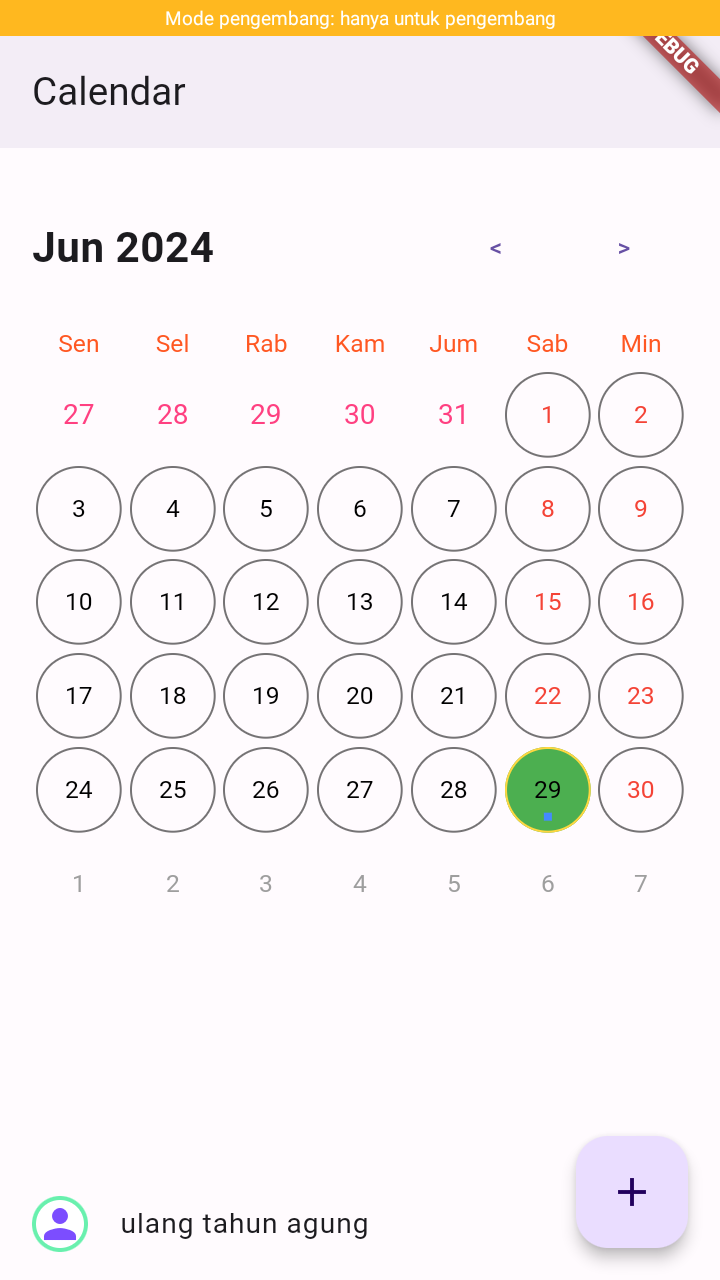 Mode pengembang: hanya untuk pengembang
EBUG
Calendar
Jun 2024 < >
Sen Sel Rab Kam Jum Sab Min
27 28 29 30 31 1 2
3 4 5 6 7 8 9
10 11 12 13 14 15 16
17 18 19 20 21 22 23
24 25 26 27 28 29 30
1 2 3 4 5 6 7
+
ulang tahun agung